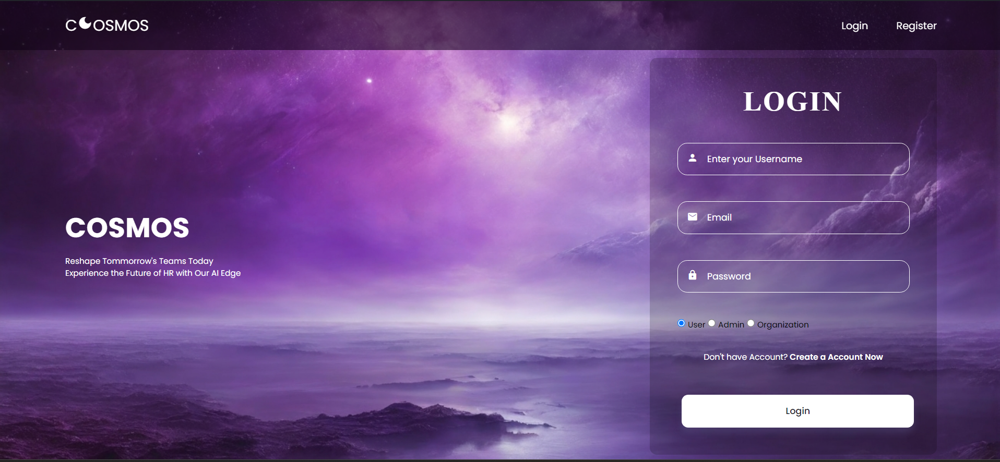 COSMOS
Login Register
LOGIN
Enter your Username
Email
Password
COSMOS
Reshape Tommorrow's Teams Today
Experience the Future of HR with Our AI Edge
User Admin Organization
Don't have Account? Create a Account Now
Login